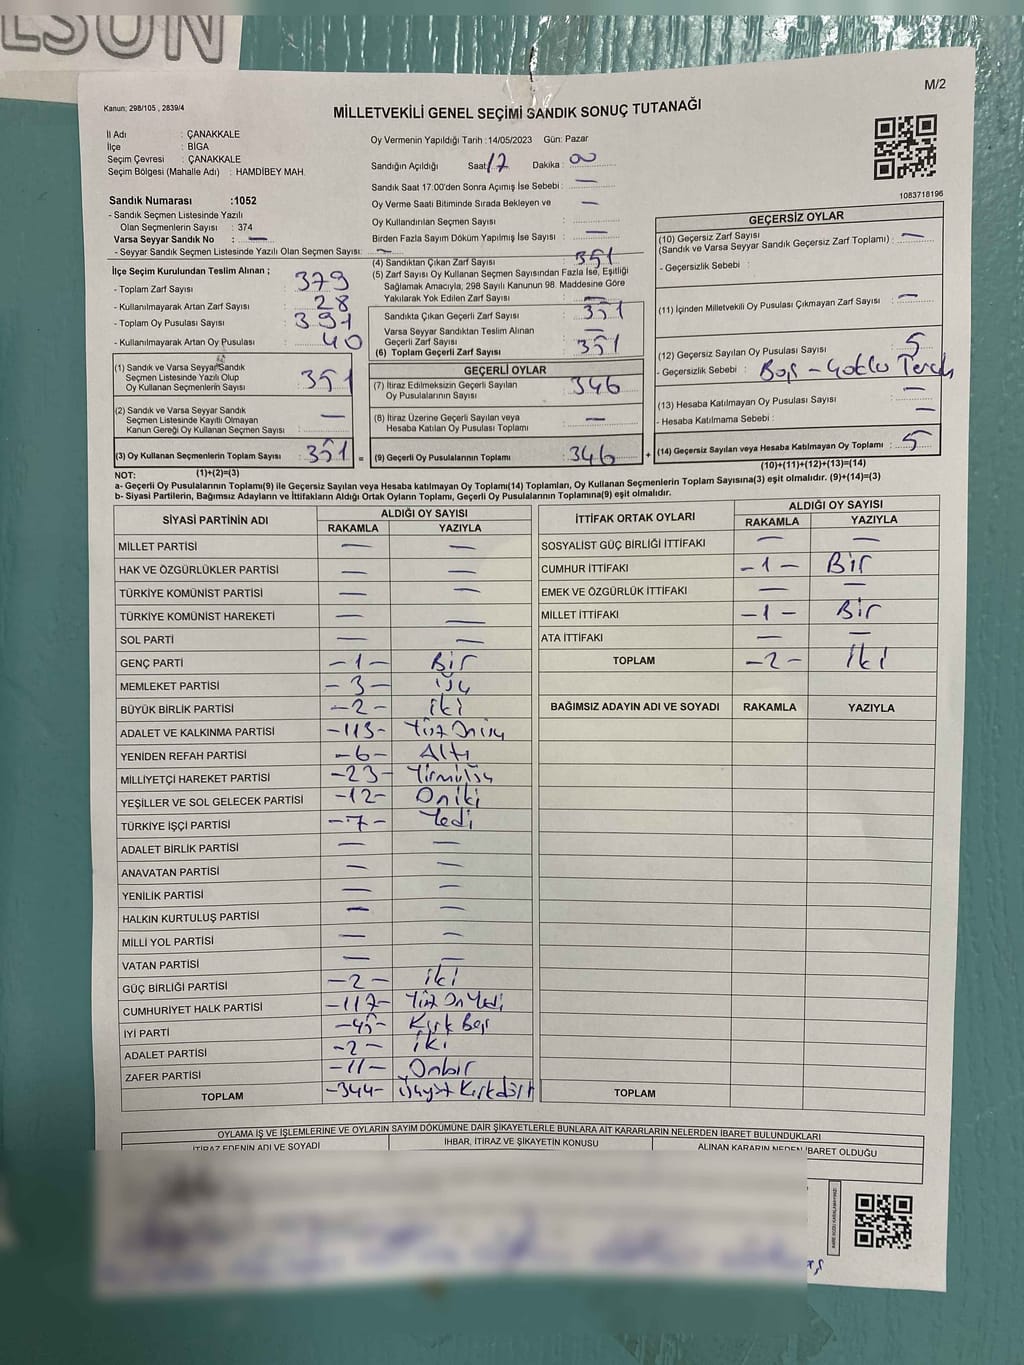 LSUN
M/2
Kanun; 298/105 , 2839/4
MİLLETVEKİLİ GENEL SEÇİMİ SANDIK SONUÇ TUTANAĞI
İl Adı : ÇANAKKALE
İlçe : BİGA
Seçim Çevresi : ÇANAKKALE
Seçim Bölgesi (Mahalle Adı) : HAMDİBEY MAH.
Oy Vermenin Yapıldığı Tarih :14/05/2023 Gün: Pazar
Sandığın Açıldığı Saat 17 Dakika : 00
Sandık Saat 17.00'den Sonra Açımış İse Sebebi : —
Oy Verme Saati Bitiminde Sırada Bekleyen ve —
Oy Kullandırılan Seçmen Sayısı :
Birden Fazla Sayım Döküm Yapılmış İse Sayısı : —
1083718196
Sandık Numarası :1052
- Sandık Seçmen Listesinde Yazılı
Olan Seçmenlerin Sayısı : 374
Varsa Seyyar Sandık No : —
- Seyyar Sandık Seçmen Listesinde Yazılı Olan Seçmen Sayısı: —
İlçe Seçim Kurulundan Teslim Alınan ;
- Toplam Zarf Sayısı : 379
- Kullanılmayarak Artan Zarf Sayısı : 28
- Toplam Oy Pusulası Sayısı : 391
- Kullanılmayarak Artan Oy Pusulası : 40
(1) Sandık ve Varsa Seyyar Sandık
Seçmen Listesinde Yazılı Olup
Oy Kullanan Seçmenlerin Sayısı : 351
(2) Sandık ve Varsa Seyyar Sandık
Seçmen Listesinde Kayıtlı Olmayan
Kanun Gereği Oy Kullanan Seçmen Sayısı : —
(3) Oy Kullanan Seçmenlerin Toplam Sayısı : 351 =
(4) Sandıktan Çıkan Zarf Sayısı : 351
(5) Zarf Sayısı Oy Kullanan Seçmen Sayısından Fazla İse, Eşitliği
Sağlamak Amacıyla, 298 Sayılı Kanunun 98. Maddesine Göre
Yakılarak Yok Edilen Zarf Sayısı : —
Sandıkta Çıkan Geçerli Zarf Sayısı : 351
Varsa Seyyar Sandıktan Teslim Alınan
Geçerli Zarf Sayısı : —
(6) Toplam Geçerli Zarf Sayısı : 351
GEÇERLİ OYLAR
(7) İtiraz Edilmeksizin Geçerli Sayılan
Oy Pusulalarının Sayısı : 346
(8) İtiraz Üzerine Geçerli Sayılan veya
Hesaba Katılan Oy Pusulası Toplamı : —
(9) Geçerli Oy Pusulalarının Toplamı : 346 +
GEÇERSİZ OYLAR
(10) Geçersiz Zarf Sayısı
(Sandık ve Varsa Seyyar Sandık Geçersiz Zarf Toplamı) : —
- Geçersizlik Sebebi :
(11) İçinden Milletvekili Oy Pusulası Çıkmayan Zarf Sayısı : —
(12) Geçersiz Sayılan Oy Pusulası Sayısı : 5
- Geçersizlik Sebebi : Boş - Çoklu Tercih
(13) Hesaba Katılmayan Oy Pusulası Sayısı : —
- Hesaba Katılmama Sebebi : —
(14) Geçersiz Sayılan veya Hesaba Katılmayan Oy Toplamı : 5
(10)+(11)+(12)+(13)=(14)
NOT: (1)+(2)=(3)
a- Geçerli Oy Pusulalarının Toplamı(9) ile Geçersiz Sayılan veya Hesaba katılmayan Oy Toplamı(14) Toplamları, Oy Kullanan Seçmenlerin Toplam Sayısına(3) eşit olmalıdır. (9)+(14)=(3)
b- Siyasi Partilerin, Bağımsız Adayların ve İttifakların Aldığı Ortak Oyların Toplamı, Geçerli Oy Pusulalarının Toplamına(9) eşit olmalıdır.
SİYASİ PARTİNİN ADI ALDIĞI OY SAYISI
RAKAMLA YAZIYLA
MİLLET PARTİSİ — —
HAK VE ÖZGÜRLÜKLER PARTİSİ — —
TÜRKİYE KOMÜNİST PARTİSİ — —
TÜRKİYE KOMÜNİST HAREKETİ — —
SOL PARTİ — —
GENÇ PARTİ -1- Bir
MEMLEKET PARTİSİ -3- Üç
BÜYÜK BİRLİK PARTİSİ -2- iki
ADALET VE KALKINMA PARTİSİ -113- Yüz Onüç
YENİDEN REFAH PARTİSİ -6- Altı
MİLLİYETÇİ HAREKET PARTİSİ -23- Yirmiüç
YEŞİLLER VE SOL GELECEK PARTİSİ -12- Oniki
TÜRKİYE İŞÇİ PARTİSİ -7- Yedi
ADALET BİRLİK PARTİSİ — —
ANAVATAN PARTİSİ — —
YENİLİK PARTİSİ — —
HALKIN KURTULUŞ PARTİSİ — —
MİLLİ YOL PARTİSİ — —
VATAN PARTİSİ — —
GÜÇ BİRLİĞİ PARTİSİ -2- iki
CUMHURİYET HALK PARTİSİ -117- Yüz On Yedi
İYİ PARTİ -45- Kırk Beş
ADALET PARTİSİ -2- iki
ZAFER PARTİSİ -11- Onbir
TOPLAM -344- Üçyüz Kırkdört
İTTİFAK ORTAK OYLARI ALDIĞI OY SAYISI
RAKAMLA YAZIYLA
SOSYALİST GÜÇ BİRLİĞİ İTTİFAKI — —
CUMHUR İTTİFAKI -1- Bir
EMEK VE ÖZGÜRLÜK İTTİFAKI — —
MİLLET İTTİFAKI -1- Bir
ATA İTTİFAKI — —
TOPLAM -2- İki
BAĞIMSIZ ADAYIN ADI VE SOYADI RAKAMLA YAZIYLA
TOPLAM
OYLAMA İŞ VE İŞLEMLERİNE VE OYLARIN SAYIM DÖKÜMÜNE DAİR ŞİKAYETLERLE BUNLARA AİT KARARLARIN NELERDEN İBARET BULUNDUKLARI
İTİRAZ EDENİN ADI VE SOYADI İHBAR, İTİRAZ VE ŞİKAYETİN KONUSU ALINAN KARARIN NEDEN İBARET OLDUĞU